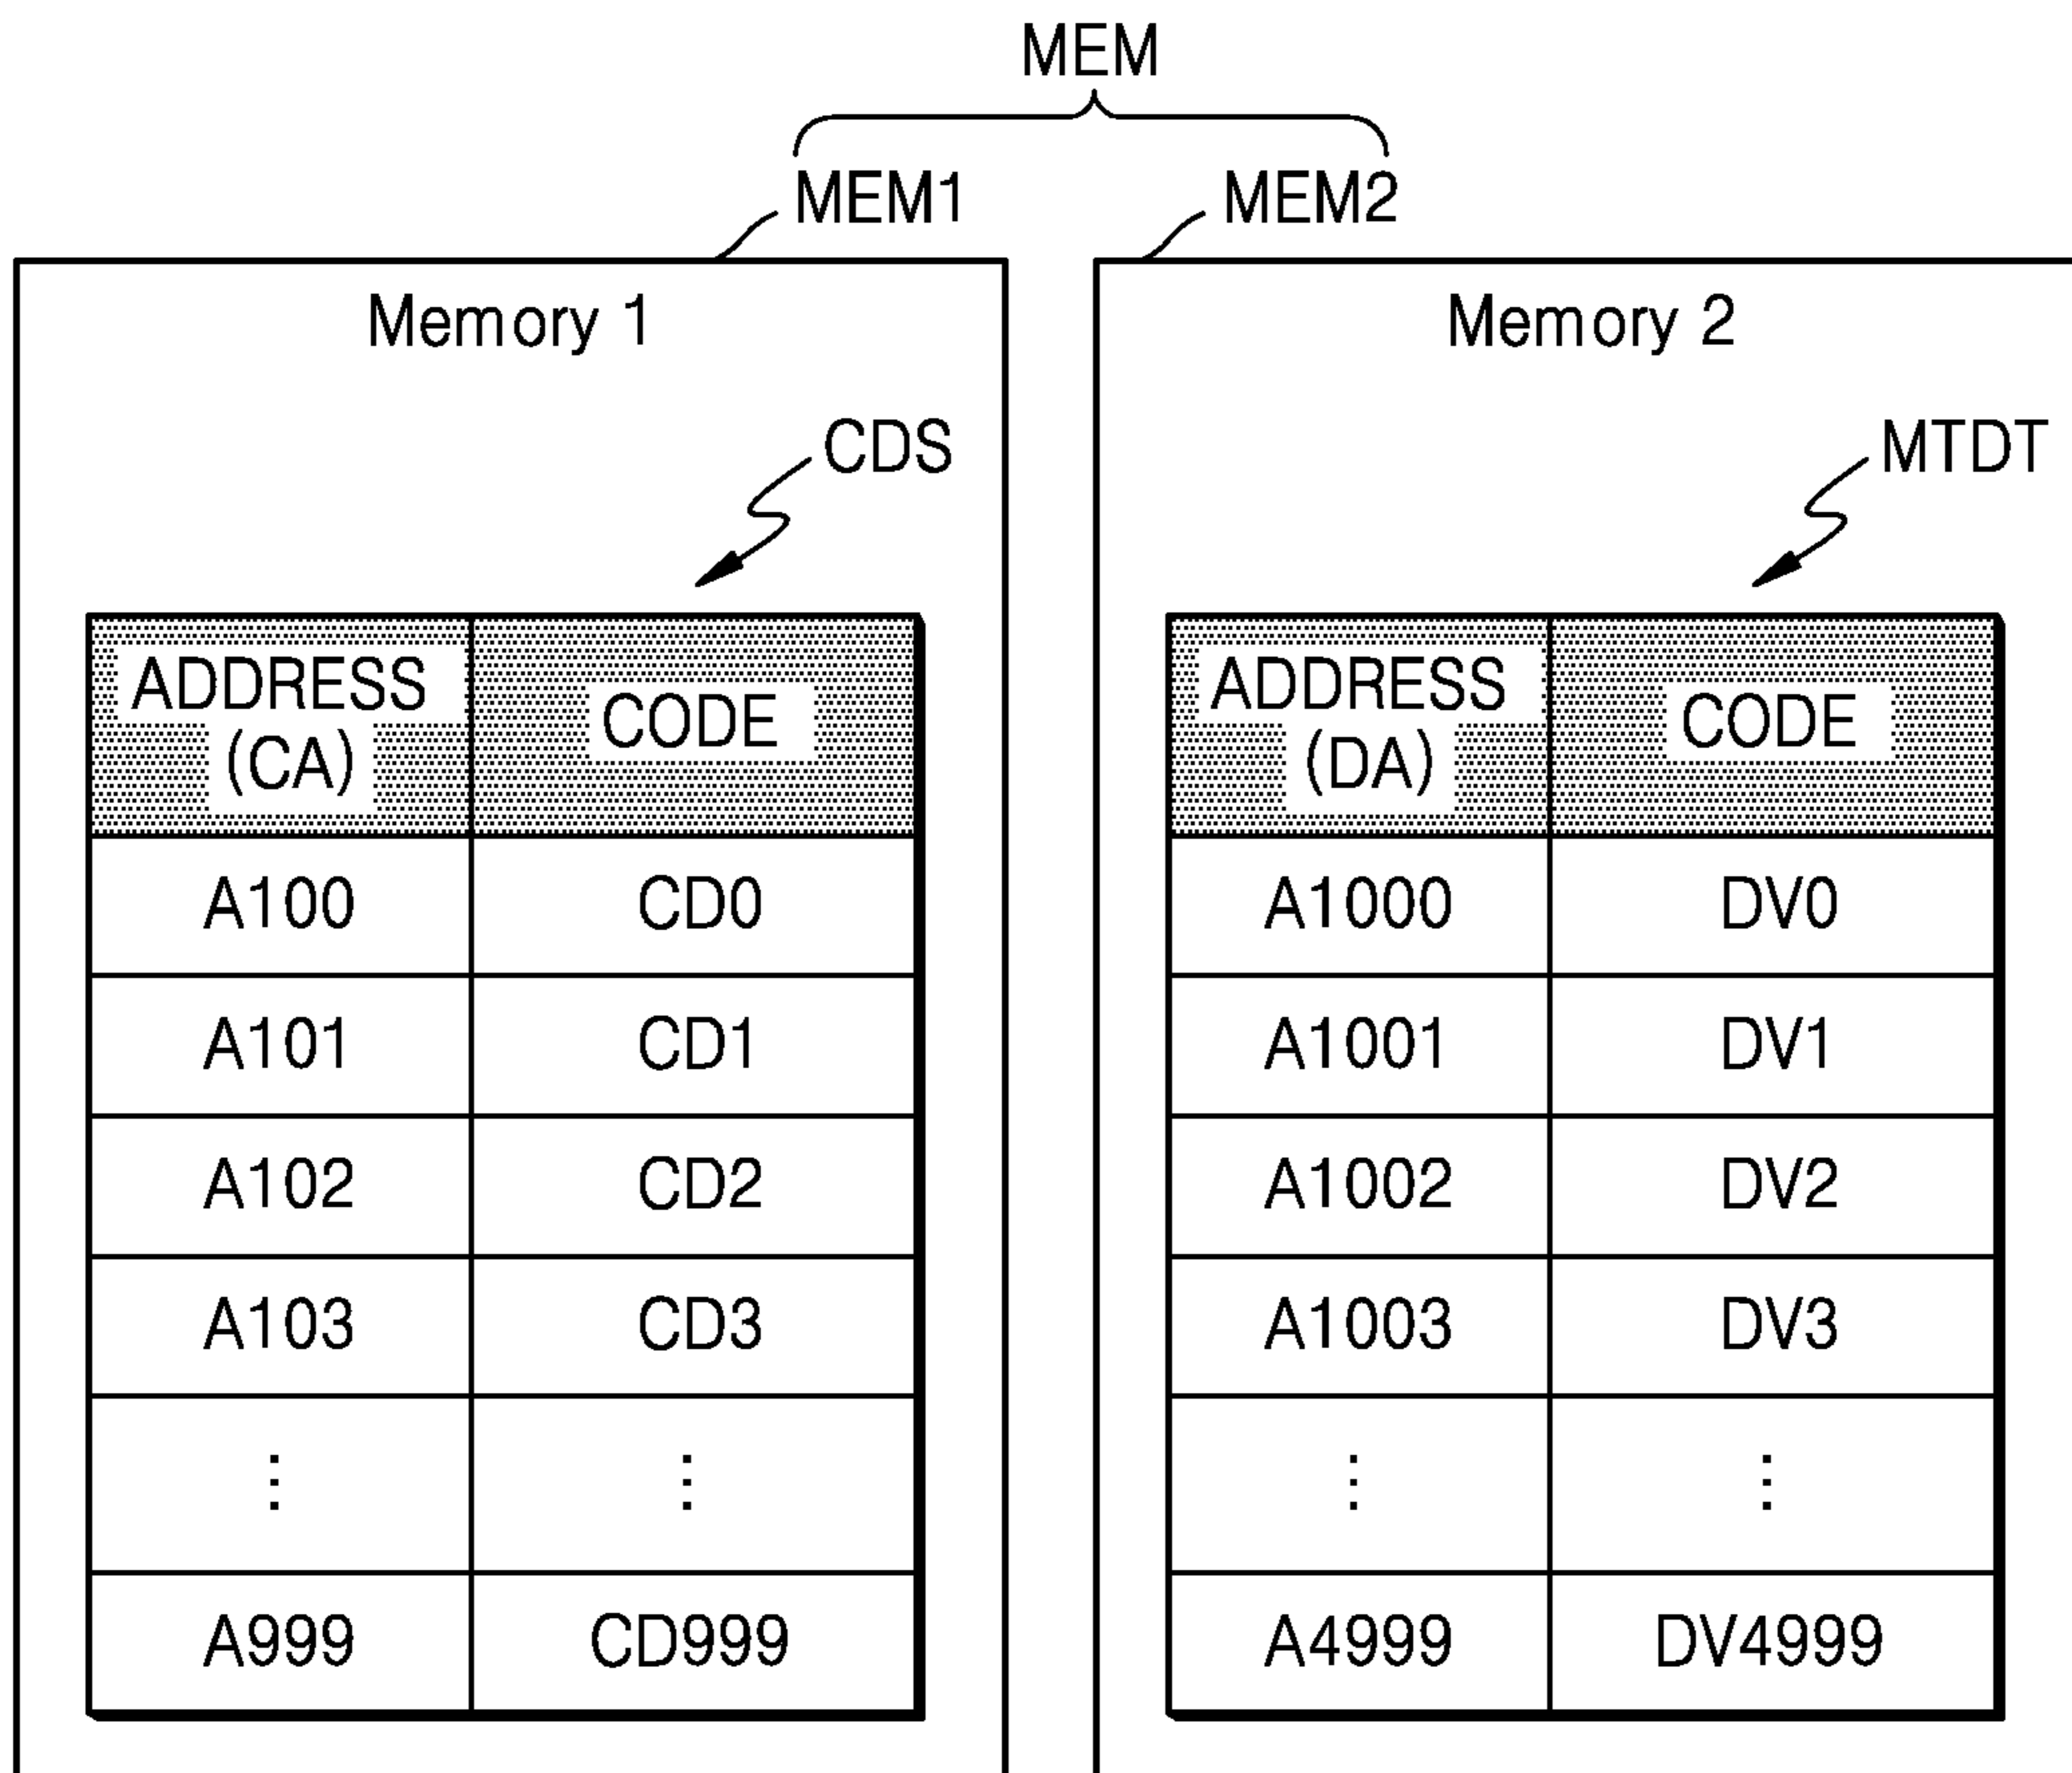 MEM
MEM1 MEM2
Memory 1
CDS
ADDRESS (CA) CODE
A100 CD0
A101 CD1
A102 CD2
A103 CD3
⋮ ⋮
A999 CD999
Memory 2
MTDT
ADDRESS (DA) CODE
A1000 DV0
A1001 DV1
A1002 DV2
A1003 DV3
⋮ ⋮
A4999 DV4999